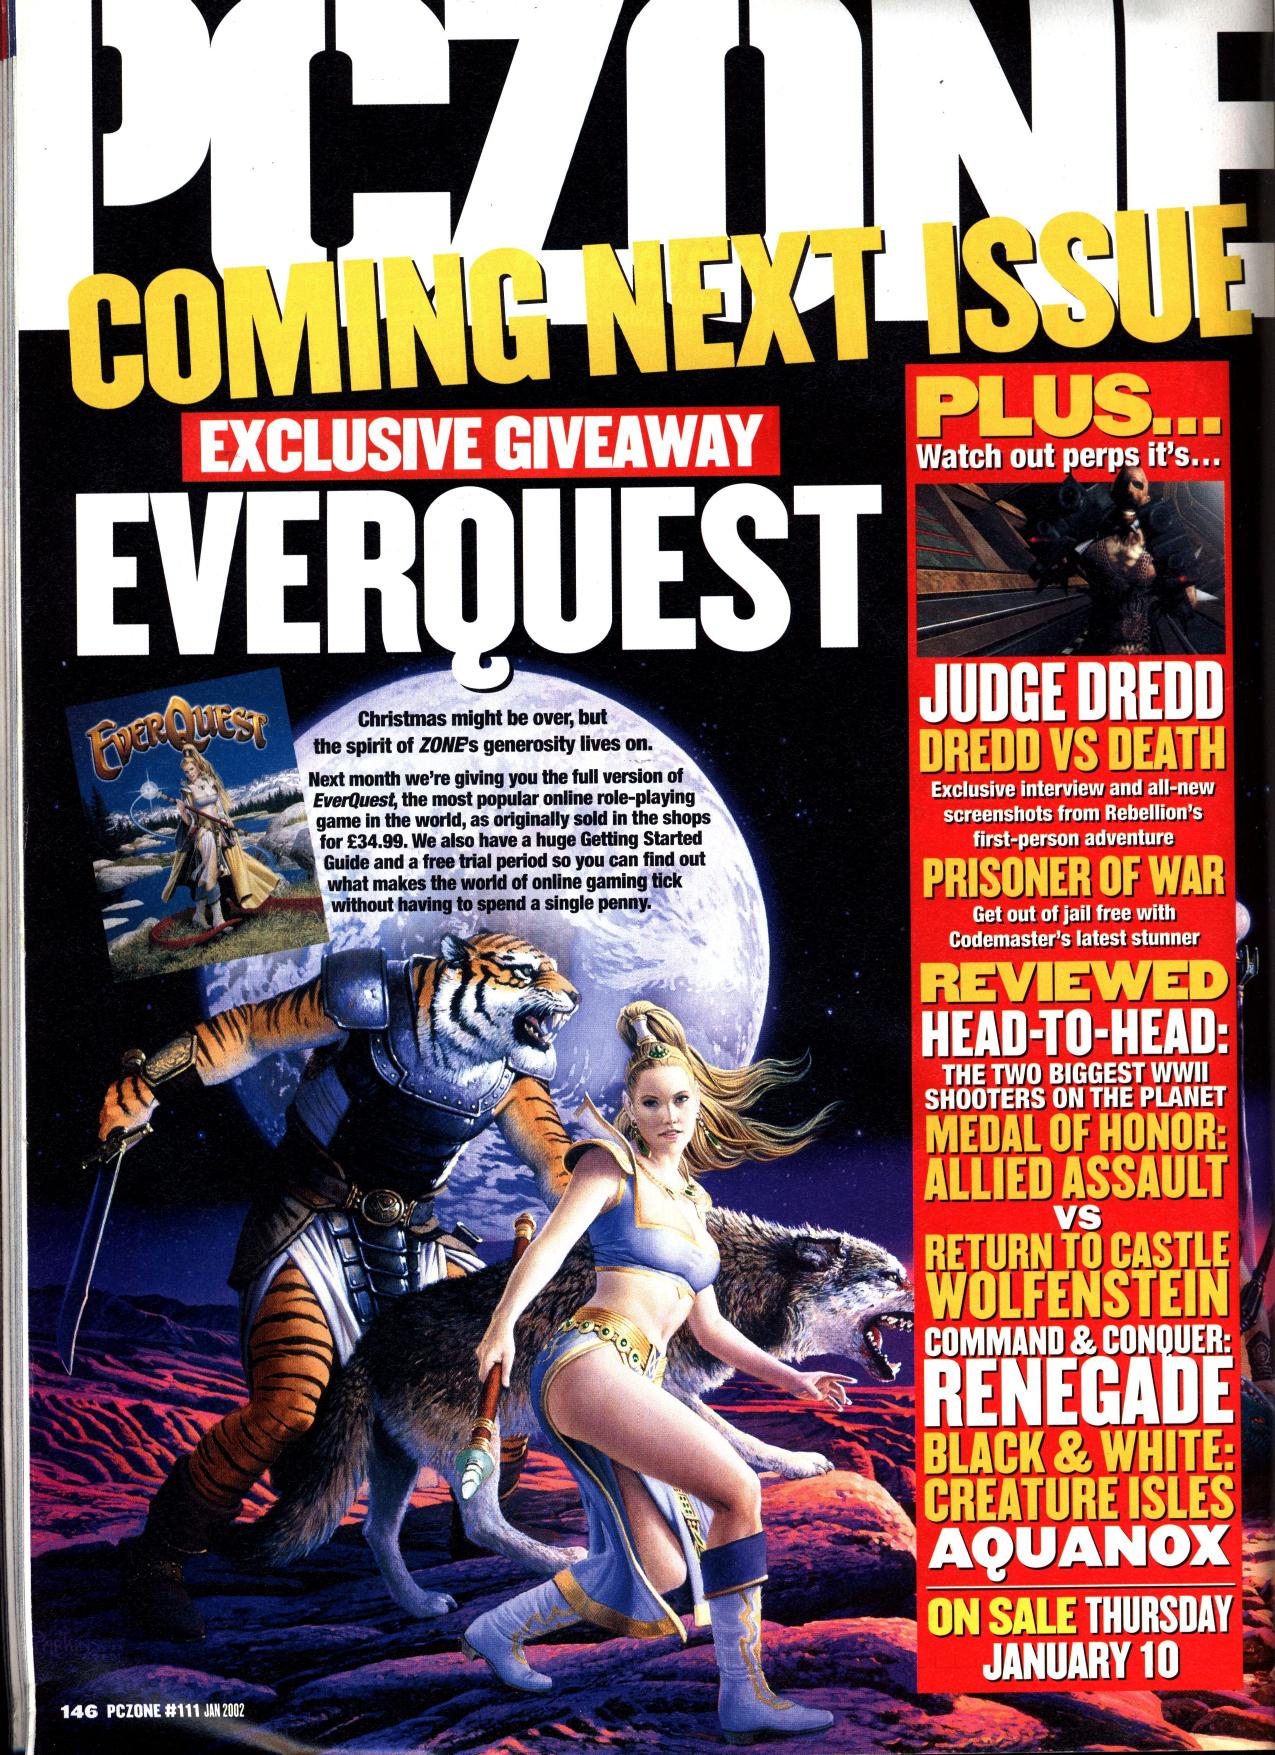 PCZONE
COMING NEXT ISSUE
EXCLUSIVE GIVEAWAY
EVERQUEST
EVERQUEST
Christmas might be over, but
the spirit of ZONE's generosity lives on.
Next month we're giving you the full version of
EverQuest, the most popular online role-playing
game in the world, as originally sold in the shops
for £34.99. We also have a huge Getting Started
Guide and a free trial period so you can find out
what makes the world of online gaming tick
without having to spend a single penny.
PLUS...
Watch out perps it's...
JUDGE DREDD
DREDD VS DEATH
Exclusive interview and all-new
screenshots from Rebellion's
first-person adventure
PRISONER OF WAR
Get out of jail free with
Codemaster's latest stunner
REVIEWED
HEAD-TO-HEAD:
THE TWO BIGGEST WWII
SHOOTERS ON THE PLANET
MEDAL OF HONOR:
ALLIED ASSAULT
VS
RETURN TO CASTLE
WOLFENSTEIN
COMMAND & CONQUER:
RENEGADE
BLACK & WHITE:
CREATURE ISLES
AQUANOX
ON SALE THURSDAY
JANUARY 10
PARKINSON
146 PCZONE #111 JAN 2002